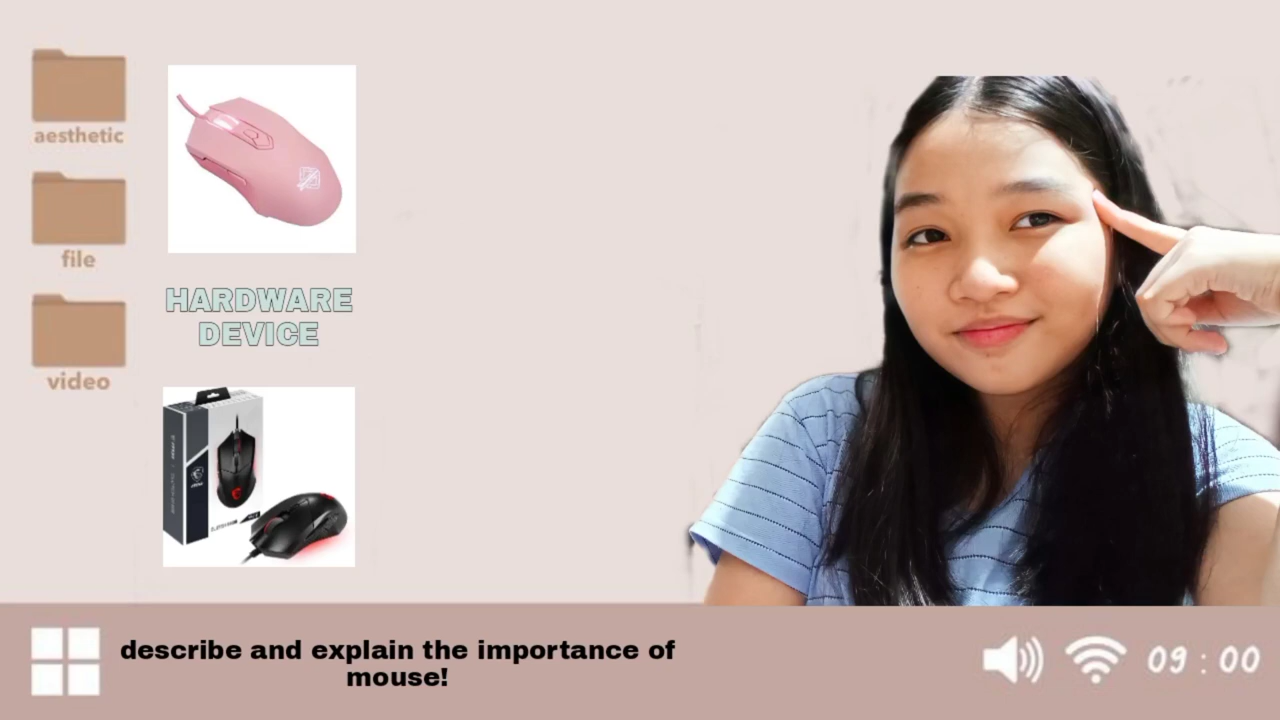 aesthetic
file
video
HARDWARE
DEVICE
describe and explain the importance of
mouse!
09 : 00